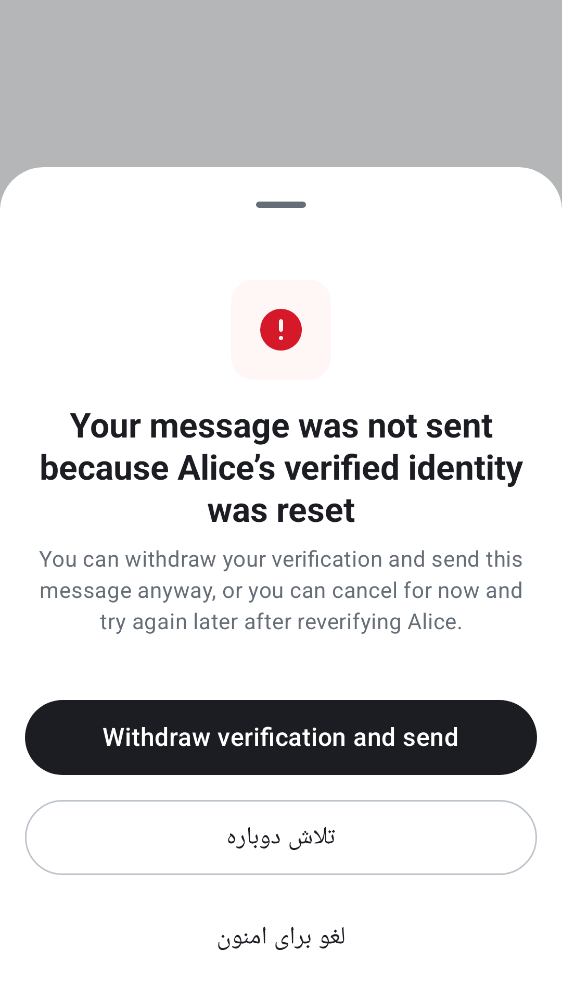 Your message was not sent
because Alice’s verified identity
was reset
You can withdraw your verification and send this
message anyway, or you can cancel for now and
try again later after reverifying Alice.
Withdraw verification and send
تلاش دوباره
لغو برای امنون